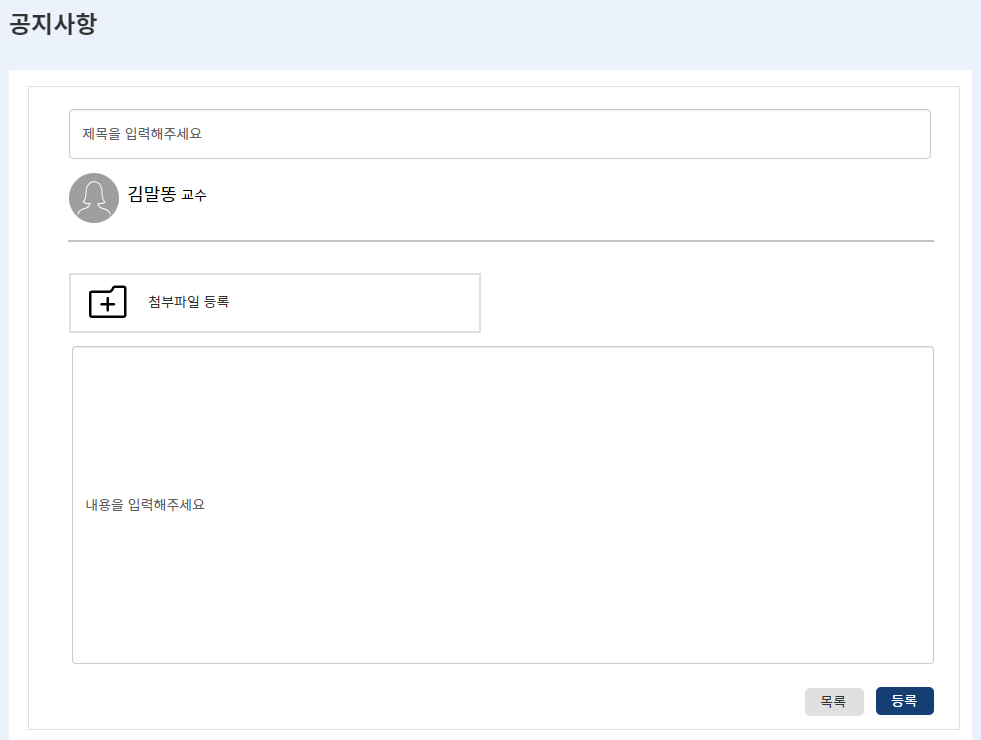 공지사항
제목을 입력해주세요
김말똥 교수
첨부파일 등록
내용을 입력해주세요
목록 등록